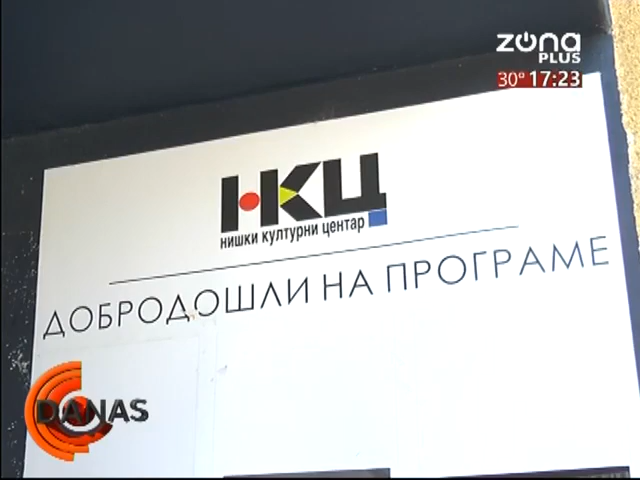 zona
PLUS
30° 17:23
НКЦ
НИШКИ КУЛТУРНИ ЦЕНТАР
ДОБРОДОШЛИ НА ПРОГРАМЕ
DANAS